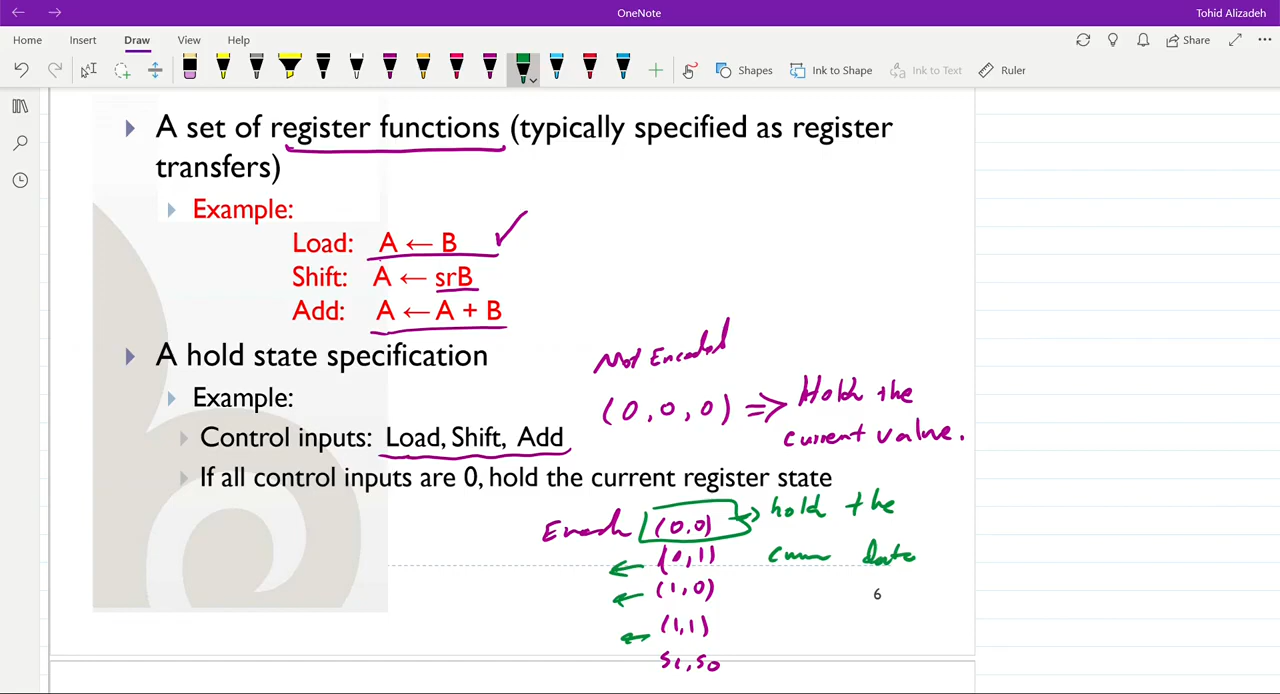 OneNote
Tohid Alizadeh
Home Insert Draw View Help
Share
Shapes Ink to Shape Ink to Text Ruler
A set of register functions (typically specified as register
transfers)
Example:
Load: A ← B ✓
Shift: A ← srB
Add: A ← A + B
A hold state specification
Not Encoded
Example:
(0,0,0) ⇒ Hold the
current value.
Control inputs: Load, Shift, Add
If all control inputs are 0, hold the current register state
(0,0) → hold the
← (0,1)
← (1,0)
6
← (1,1)
S1,S0